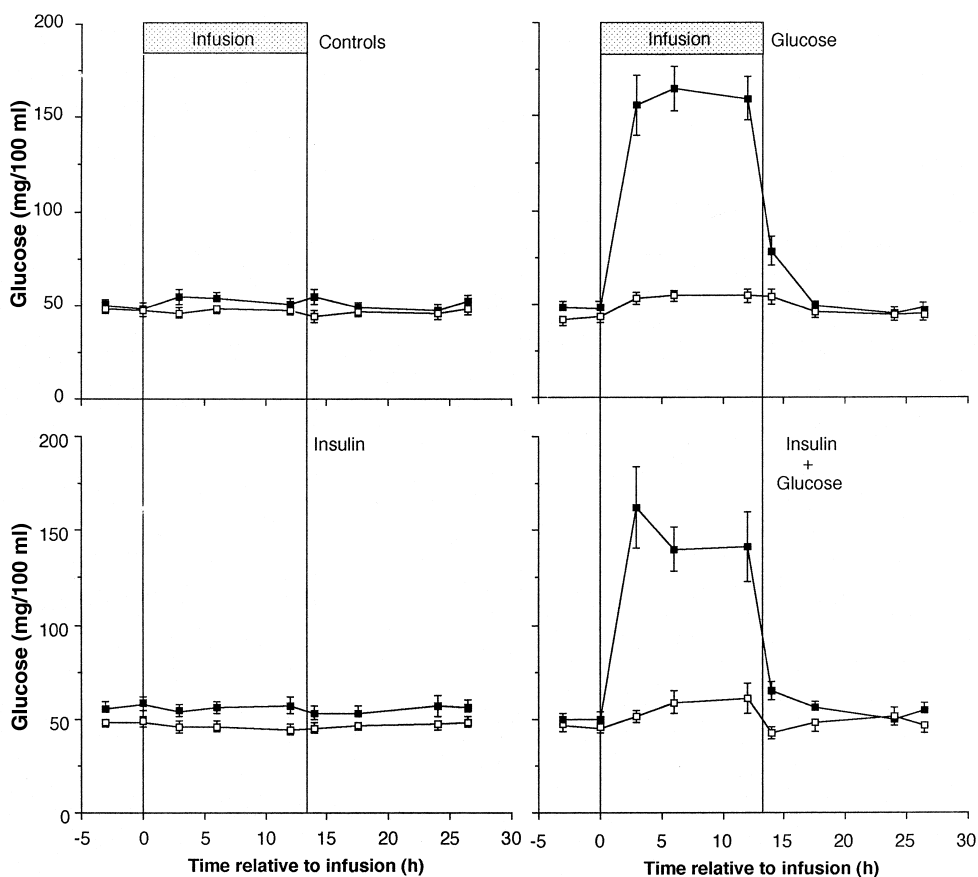 200
150
100
50
0
Glucose (mg/100 ml)
Infusion
Controls
Infusion
Glucose
200
150
100
50
0
Glucose (mg/100 ml)
Insulin
Insulin
+
Glucose
-5 0 5 10 15 20 25 30
-5 0 5 10 15 20 25 30
Time relative to infusion (h)
Time relative to infusion (h)